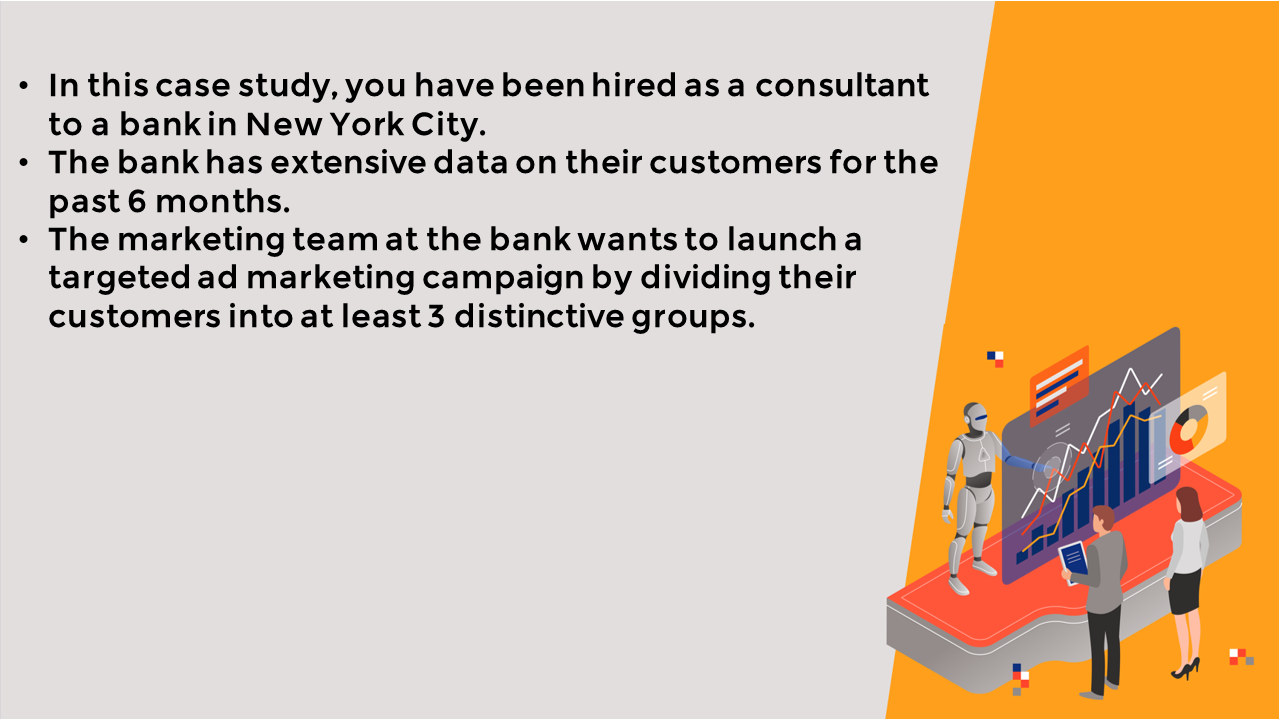 • In this case study, you have been hired as a consultant
to a bank in New York City.
• The bank has extensive data on their customers for the
past 6 months.
• The marketing team at the bank wants to launch a
targeted ad marketing campaign by dividing their
customers into at least 3 distinctive groups.